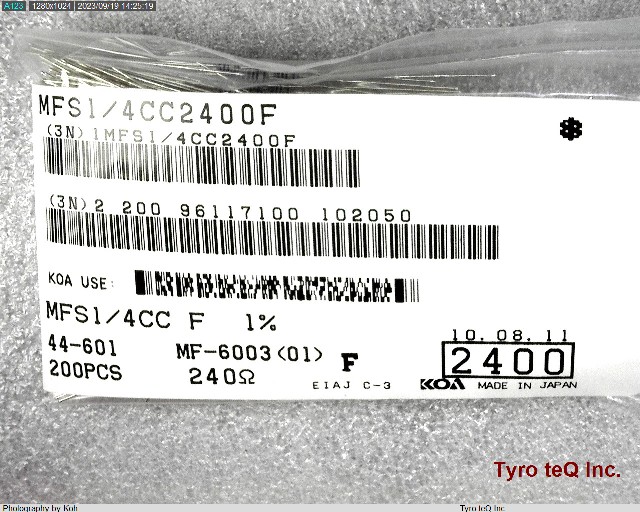 A123 1280x1024 2023/09/19 14:25:19
MFS1/4CC2400F
(3N) 1MFS1/4CC2400F
(3N) 2 200 96117100 102050
KOA USE:
MFS1/4CC F 1%
44-601 MF-6003(01) F
200PCS 240Ω
EIAJ C-3
10.08.11
2400
KOA MADE IN JAPAN
Tyro teQ Inc.
Photography by Koh Tyro teQ Inc